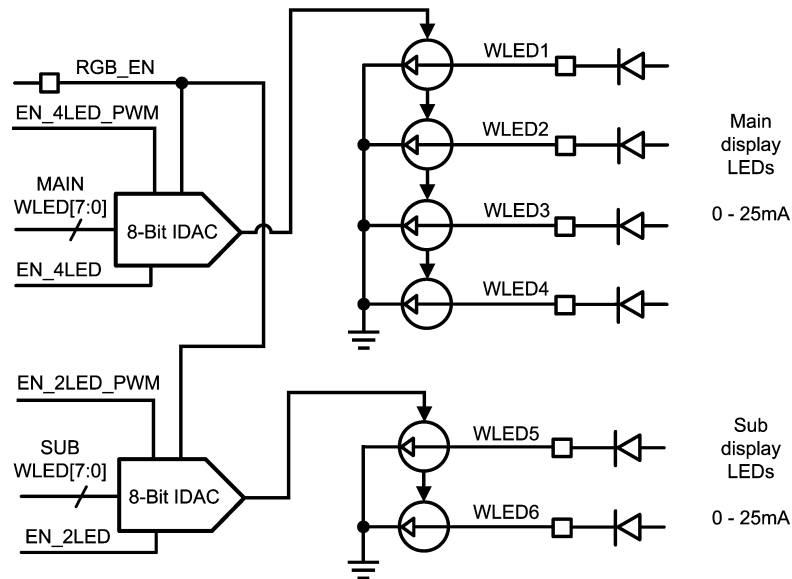 RGB_EN
EN_4LED_PWM
MAIN
WLED[7:0]
8-Bit IDAC
EN_4LED
WLED1
WLED2
WLED3
WLED4
Main
display
LEDs
0 - 25mA
EN_2LED_PWM
SUB
WLED[7:0]
8-Bit IDAC
EN_2LED
WLED5
WLED6
Sub
display
LEDs
0 - 25mA